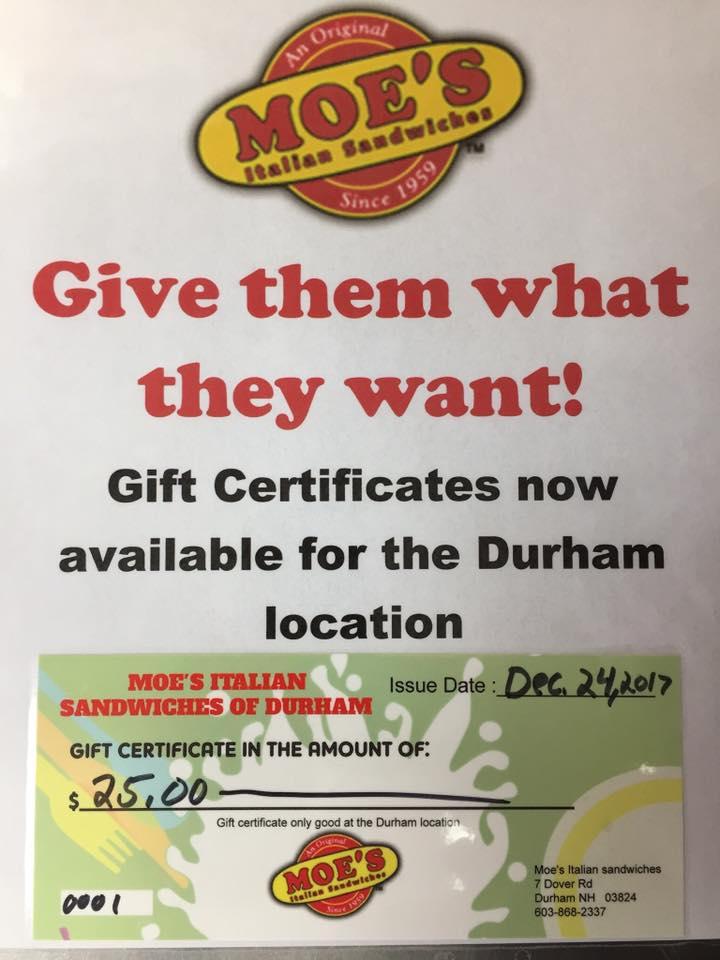 An Original
MOE'S
Italian Sandwiches
TM
Since 1959
Give them what
they want!
Gift Certificates now
available for the Durham
location
MOE'S ITALIAN
SANDWICHES OF DURHAM
Issue Date : Dec. 24,2017
GIFT CERTIFICATE IN THE AMOUNT OF:
$ 25.00
Gift certificate only good at the Durham location
An Original
MOE'S
Italian Sandwiches
Since 1959
Moe's Italian sandwiches
7 Dover Rd
Durham NH 03824
603-868-2337
0001